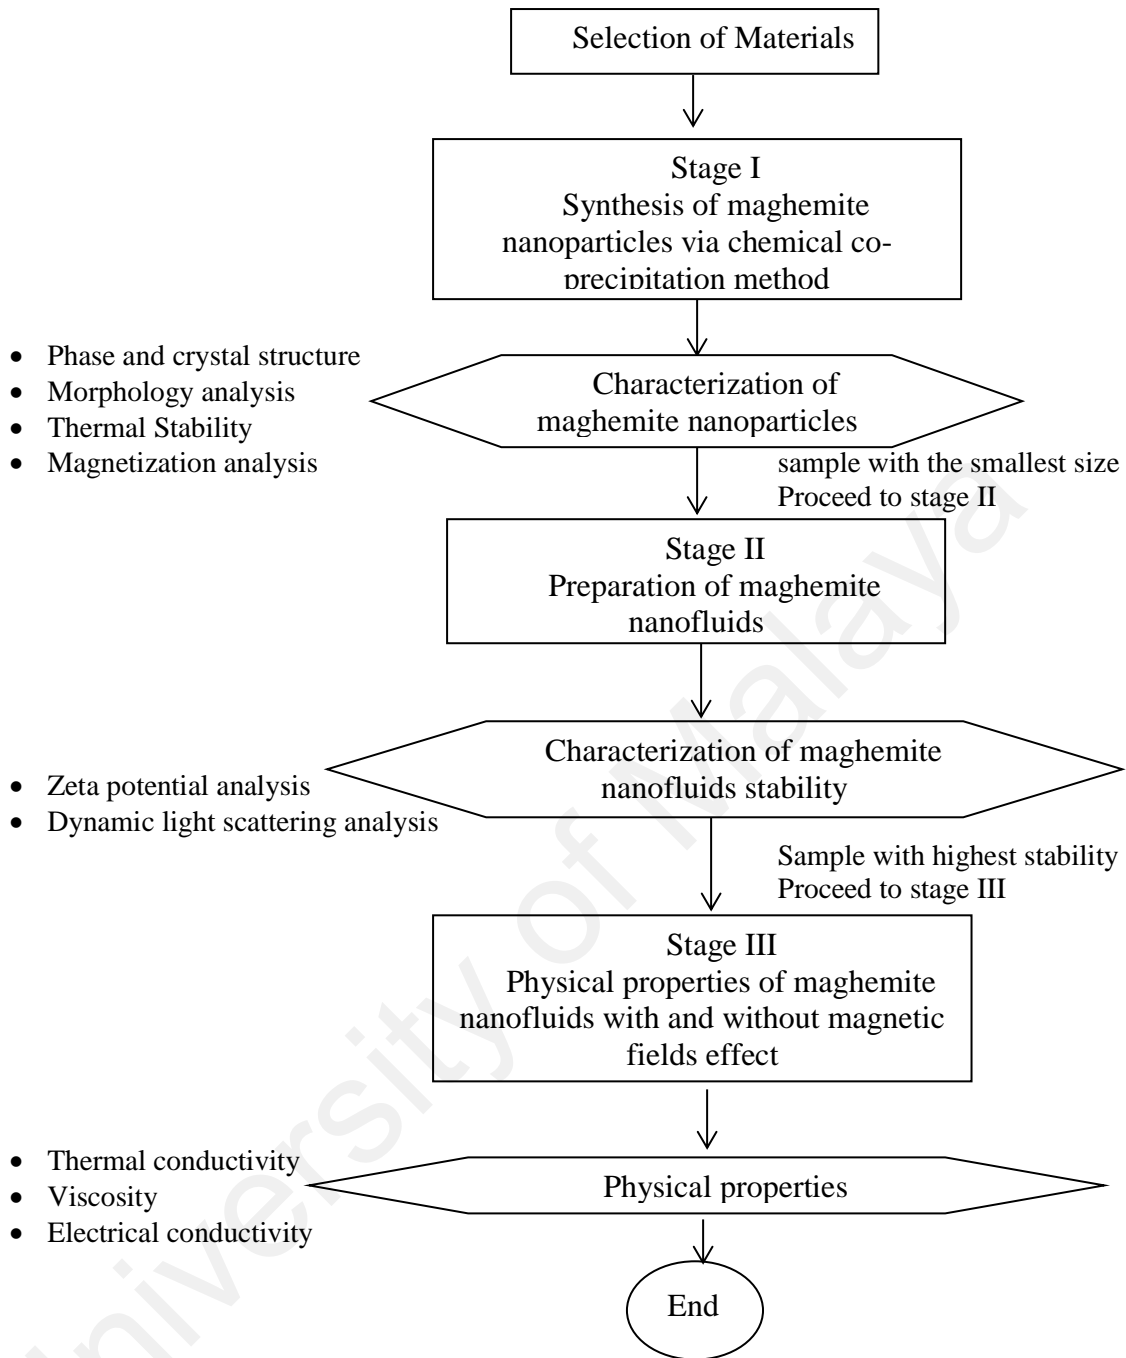 Selection of Materials
Stage I
Synthesis of maghemite
nanoparticles via chemical co-
precipitation method
• Phase and crystal structure
• Morphology analysis
• Thermal Stability
• Magnetization analysis
Characterization of
maghemite nanoparticles
sample with the smallest size
Proceed to stage II
Stage II
Preparation of maghemite
nanofluids
Characterization of maghemite
nanofluids stability
• Zeta potential analysis
• Dynamic light scattering analysis
Sample with highest stability
Proceed to stage III
Stage III
Physical properties of maghemite
nanofluids with and without magnetic
fields effect
• Thermal conductivity
• Viscosity
• Electrical conductivity
Physical properties
End
niversity of Malaya